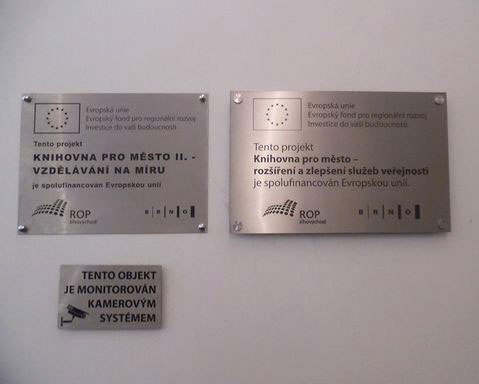 Evropská unie
Evropský fond pro regionální rozvoj
Investice do vaší budoucnosti
Tento projekt
KNIHOVNA PRO MĚSTO II. -
VZDĚLÁVÁNÍ NA MÍRU
je spolufinancován Evropskou unií
ROP
Jihovýchod
B R N O
Evropská unie
Evropský fond pro regionální rozvoj
Investice do vaší budoucnosti
Tento projekt
Knihovna pro město –
rozšíření a zlepšení služeb veřejnosti
je spolufinancován Evropskou unií.
ROP
Jihovýchod
B R N O
TENTO OBJEKT
JE MONITOROVÁN
KAMEROVÝM
SYSTÉMEM